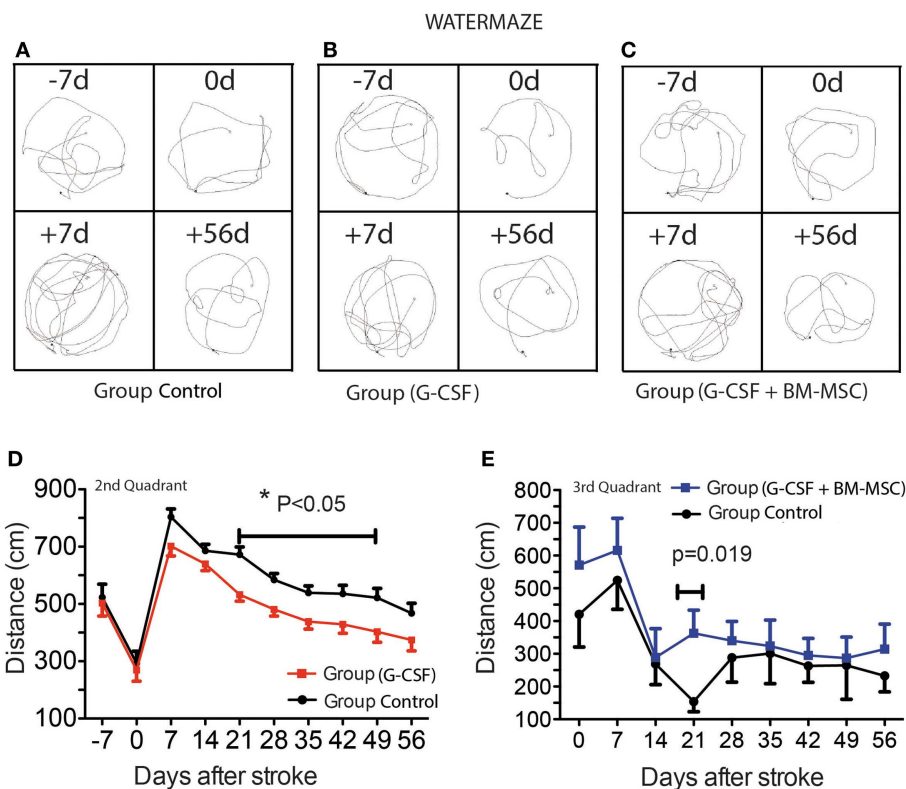 WATERMAZE
A
B
C
-7d
0d
-7d
0d
-7d
0d
+7d
+56d
+7d
+56d
+7d
+56d
Group Control
Group (G-CSF)
Group (G-CSF + BM-MSC)
D
2nd Quadrant
* P<0.05
Distance (cm)
900
700
500
300
100
Group (G-CSF)
Group Control
-7 0 7 14 21 28 35 42 49 56
Days after stroke
E
3rd Quadrant
Group (G-CSF + BM-MSC)
Group Control
p=0.019
Distance (cm)
800
700
600
500
400
300
200
100
0 7 14 21 28 35 42 49 56
Days after stroke